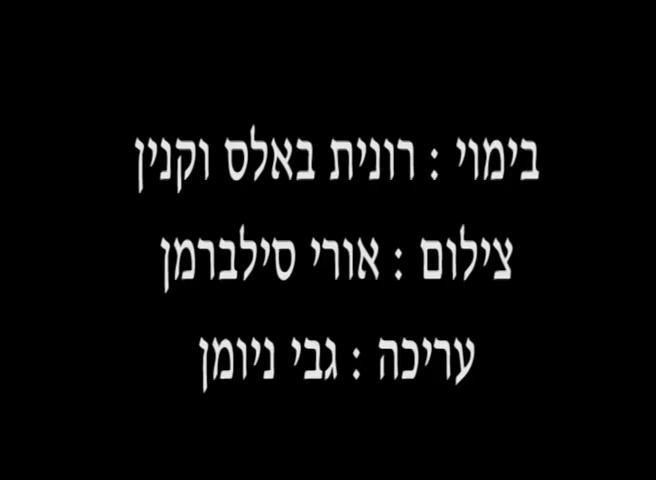 בימוי : רונית באלס וקנין
צילום : אורי סילברמן
עריכה : גבי ניומן